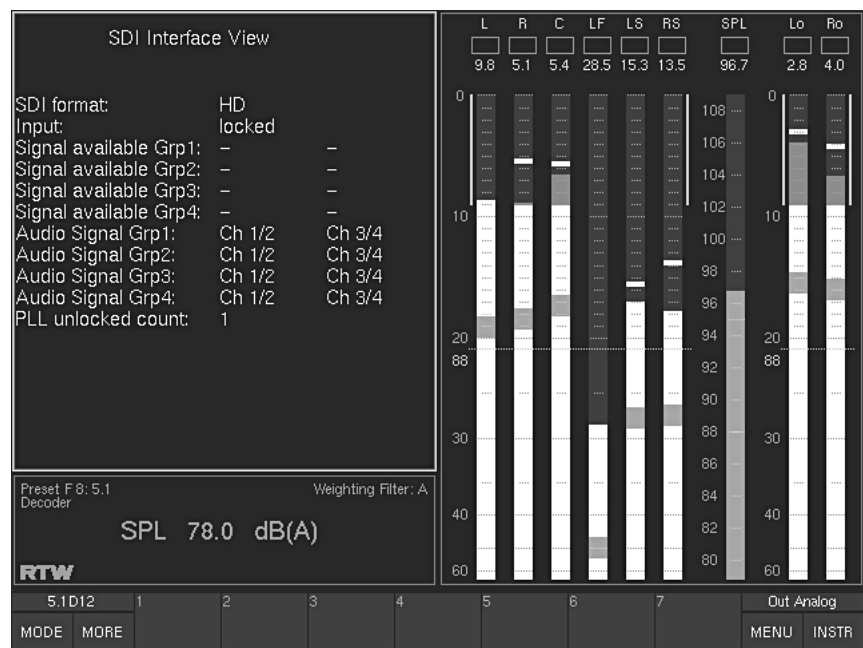 SDI Interface View
SDI format: HD
Input: locked
Signal available Grp1: – –
Signal available Grp2: – –
Signal available Grp3: – –
Signal available Grp4: – –
Audio Signal Grp1: Ch 1/2 Ch 3/4
Audio Signal Grp2: Ch 1/2 Ch 3/4
Audio Signal Grp3: Ch 1/2 Ch 3/4
Audio Signal Grp4: Ch 1/2 Ch 3/4
PLL unlocked count: 1
Preset F 8: 5.1 Weighting Filter: A
Decoder
SPL 78.0 dB(A)
RTW
L R C LF LS RS SPL Lo Ro
9.8 5.1 5.4 28.5 15.3 13.5 96.7 2.8 4.0
0
10
20
88
30
40
60
108
106
104
102
100
98
96
94
92
90
88
86
84
82
80
0
10
20
88
30
40
60
5.1D12 1 2 3 4 5 6 7 Out Analog
MODE MORE MENU INSTR